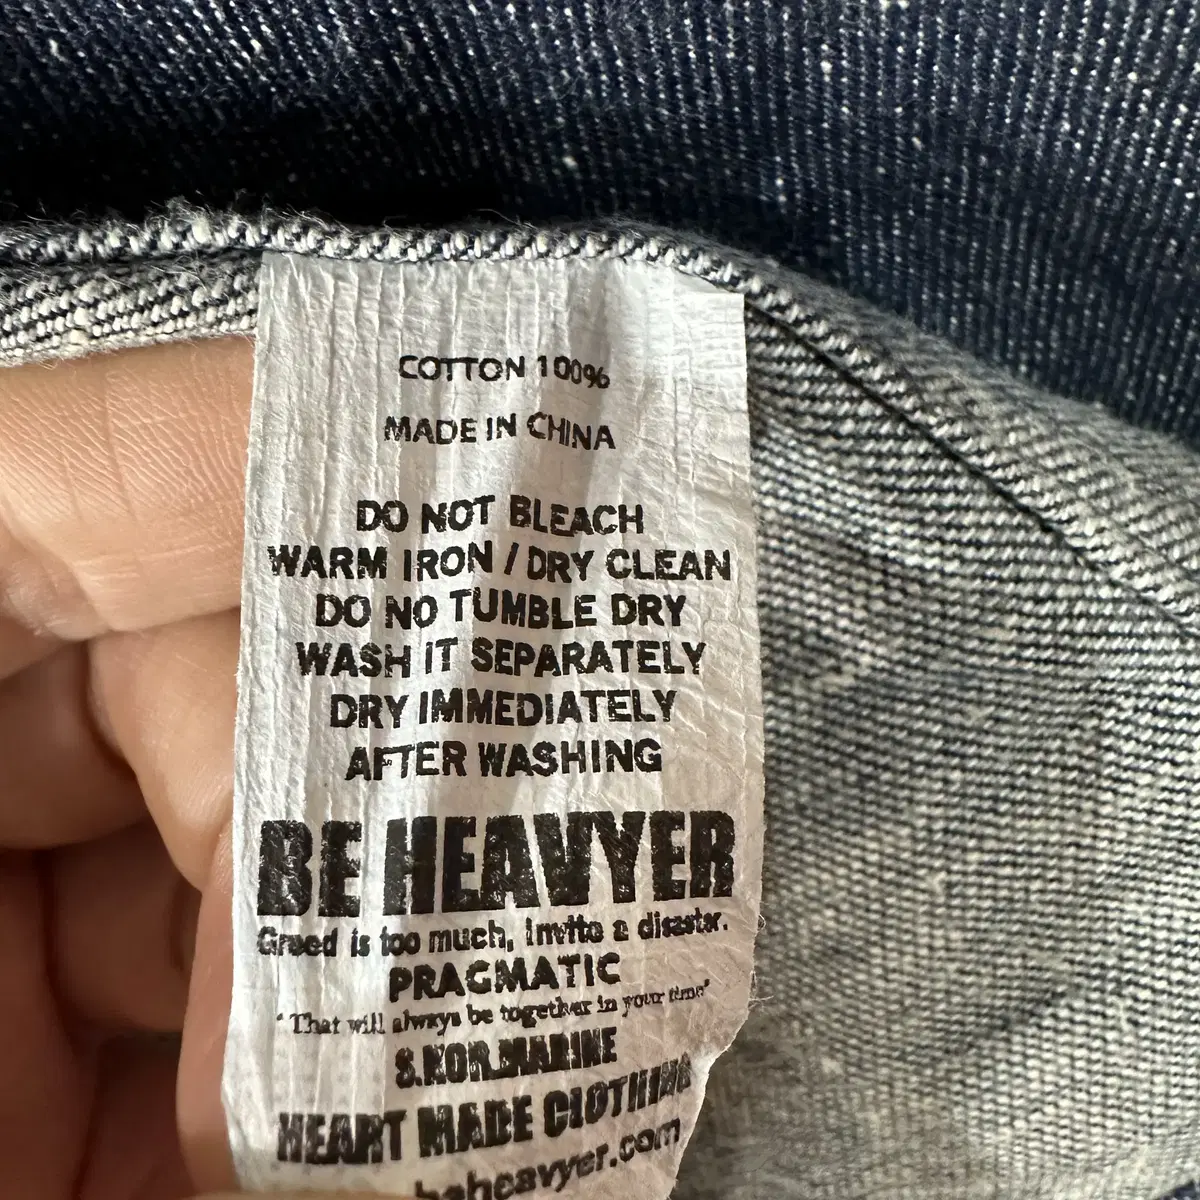 COTTON 100%
MADE IN CHINA
DO NOT BLEACH
WARM IRON / DRY CLEAN
DO NO TUMBLE DRY
WASH IT SEPARATELY
DRY IMMEDIATELY
AFTER WASHING
BE HEAVYER
Greed is too much, Invite a disaster.
PRAGMATIC
"That will always be together in your time"
S.KOR.MARINE
HEART MADE CLOTHING
beheavyer.com